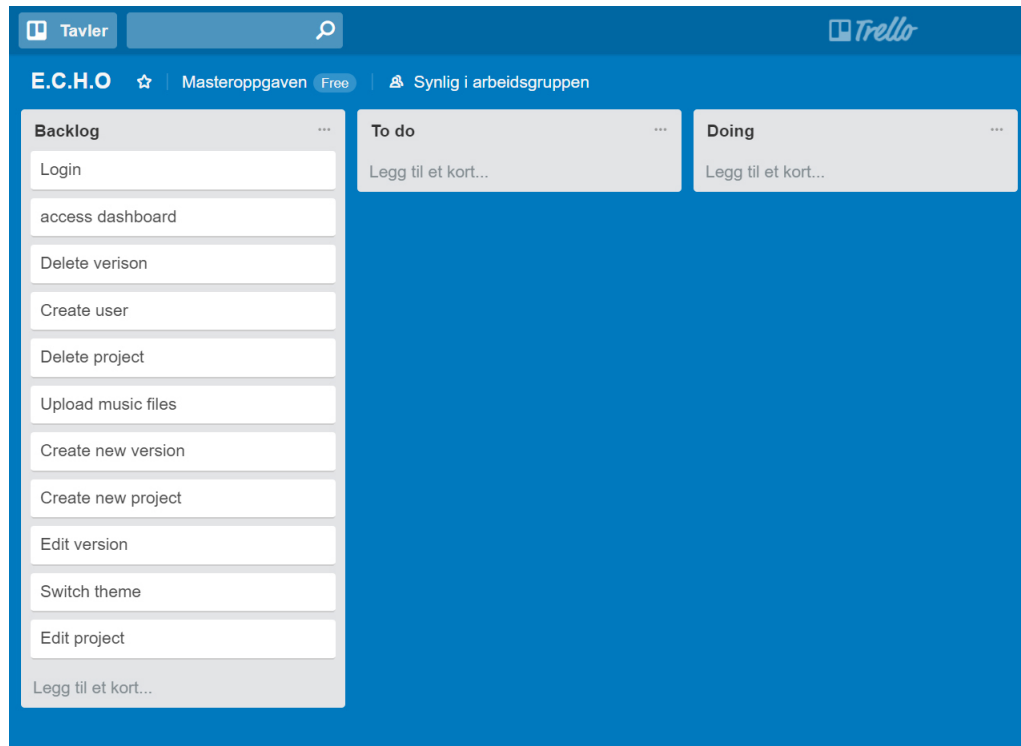 Tavler
Trello
E.C.H.O
Masteroppgaven Free
Synlig i arbeidsgruppen
Backlog
Login
access dashboard
Delete verison
Create user
Delete project
Upload music files
Create new version
Create new project
Edit version
Switch theme
Edit project
Legg til et kort...
To do
Legg til et kort...
Doing
Legg til et kort...